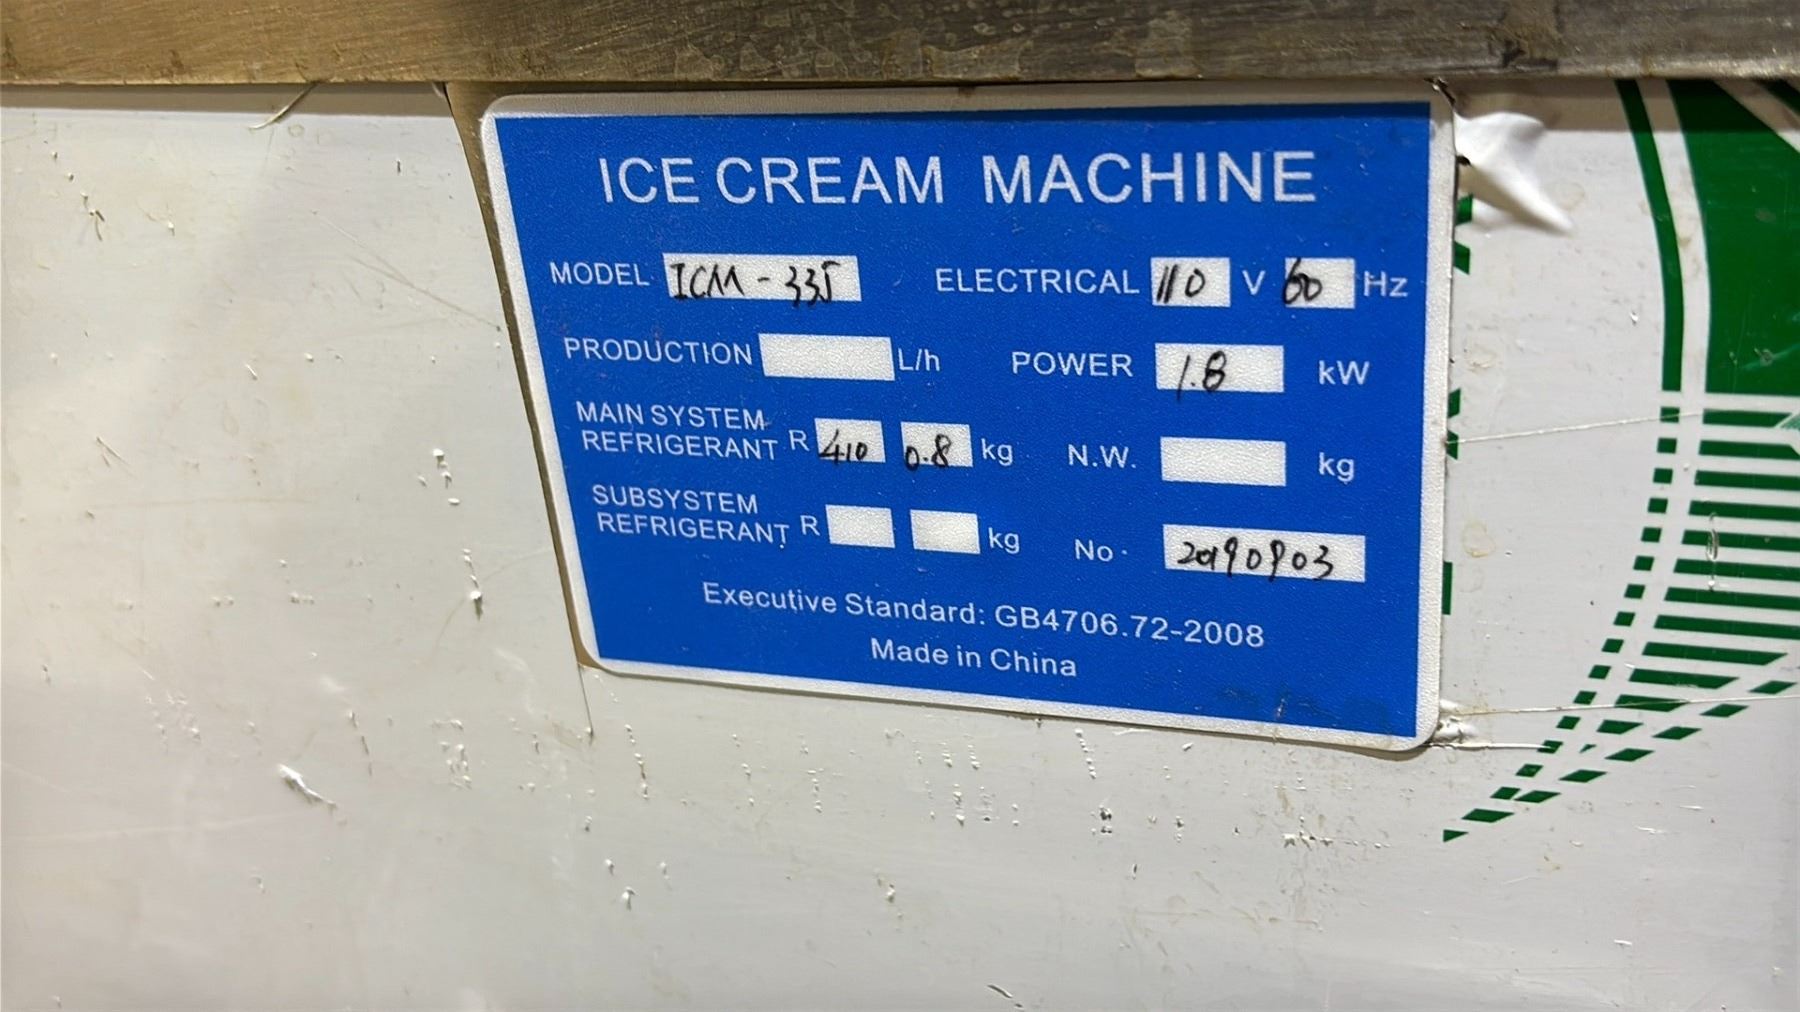 ICE CREAM MACHINE
MODEL ICM-335 ELECTRICAL 110 V 60 Hz
PRODUCTION L/h POWER 1.8 kW
MAIN SYSTEM
REFRIGERANT R 410 0.8 kg N.W. kg
SUBSYSTEM
REFRIGERANT R kg No. 20190903
Executive Standard: GB4706.72-2008
Made in China